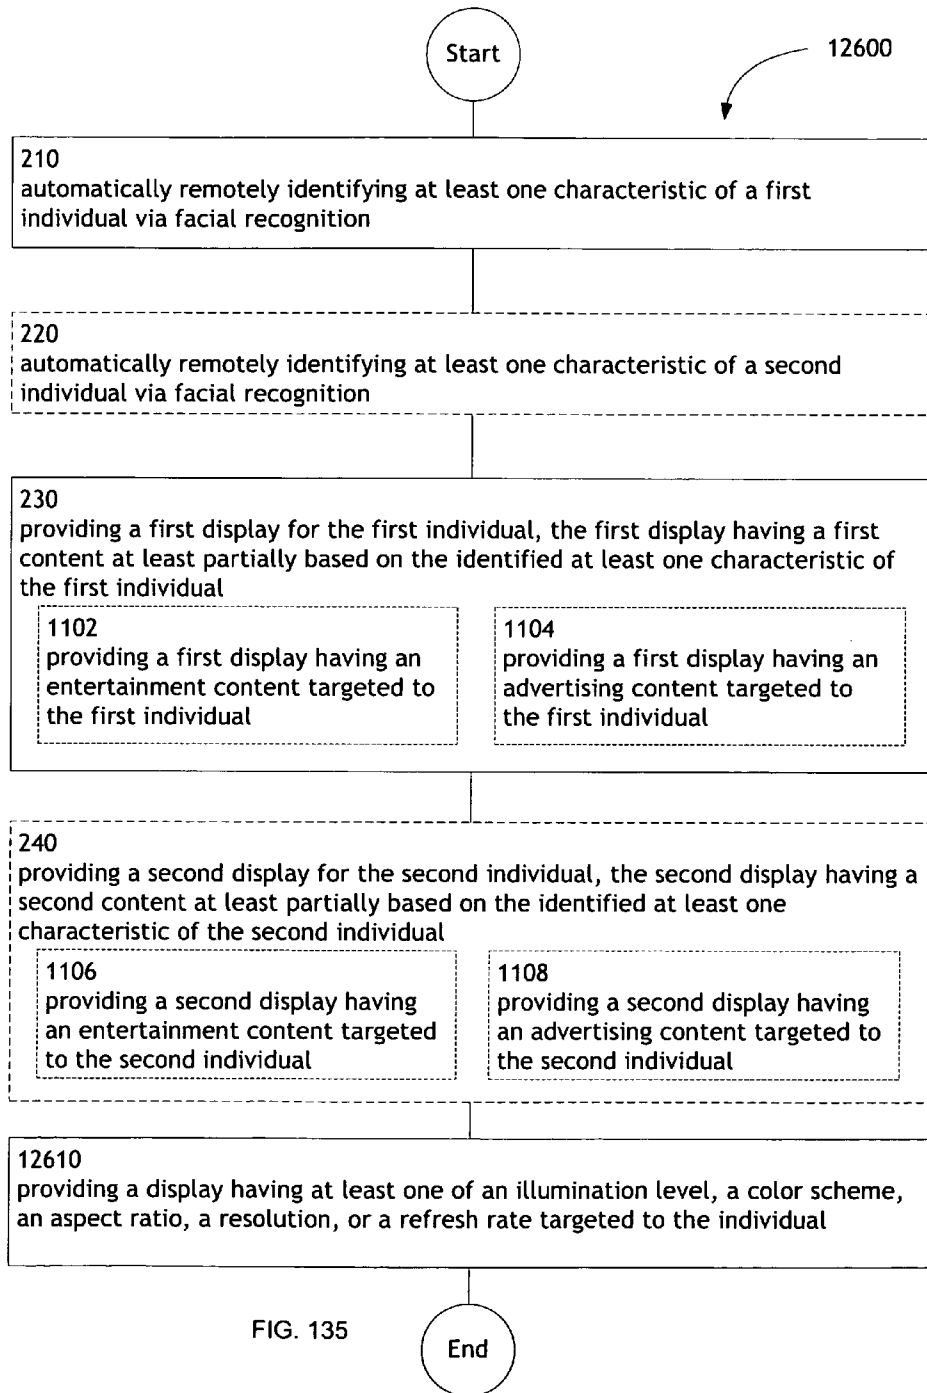 Start
12600
210
automatically remotely identifying at least one characteristic of a first
individual via facial recognition
220
automatically remotely identifying at least one characteristic of a second
individual via facial recognition
230
providing a first display for the first individual, the first display having a first
content at least partially based on the identified at least one characteristic of
the first individual
1102
providing a first display having an
entertainment content targeted to
the first individual
1104
providing a first display having an
advertising content targeted to
the first individual
240
providing a second display for the second individual, the second display having a
second content at least partially based on the identified at least one
characteristic of the second individual
1106
providing a second display having
an entertainment content targeted
to the second individual
1108
providing a second display having
an advertising content targeted to
the second individual
12610
providing a display having at least one of an illumination level, a color scheme,
an aspect ratio, a resolution, or a refresh rate targeted to the individual
FIG. 135
End